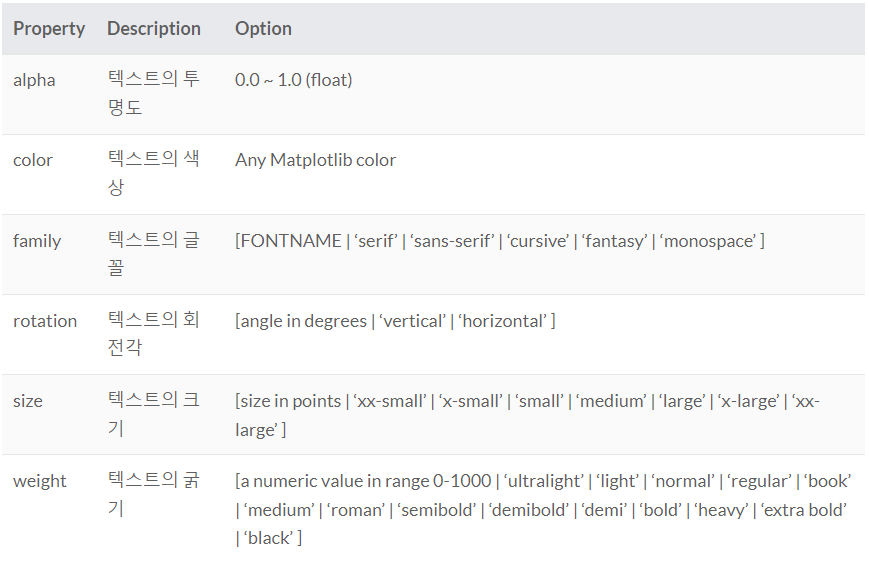 Property Description Option
alpha 텍스트의 투 0.0 ~ 1.0 (float)
명도
color 텍스트의 색 Any Matplotlib color
상
family 텍스트의 글 [FONTNAME | ‘serif’ | ‘sans-serif’ | ‘cursive’ | ‘fantasy’ | ‘monospace’ ]
꼴
rotation 텍스트의 회 [angle in degrees | ‘vertical’ | ‘horizontal’ ]
전각
size 텍스트의 크 [size in points | ‘xx-small’ | ‘x-small’ | ‘small’ | ‘medium’ | ‘large’ | ‘x-large’ | ‘xx-
기 large’ ]
weight 텍스트의 굵 [a numeric value in range 0-1000 | ‘ultralight’ | ‘light’ | ‘normal’ | ‘regular’ | ‘book’
기 | ‘medium’ | ‘roman’ | ‘semibold’ | ‘demibold’ | ‘demi’ | ‘bold’ | ‘heavy’ | ‘extra bold’
| ‘black’ ]